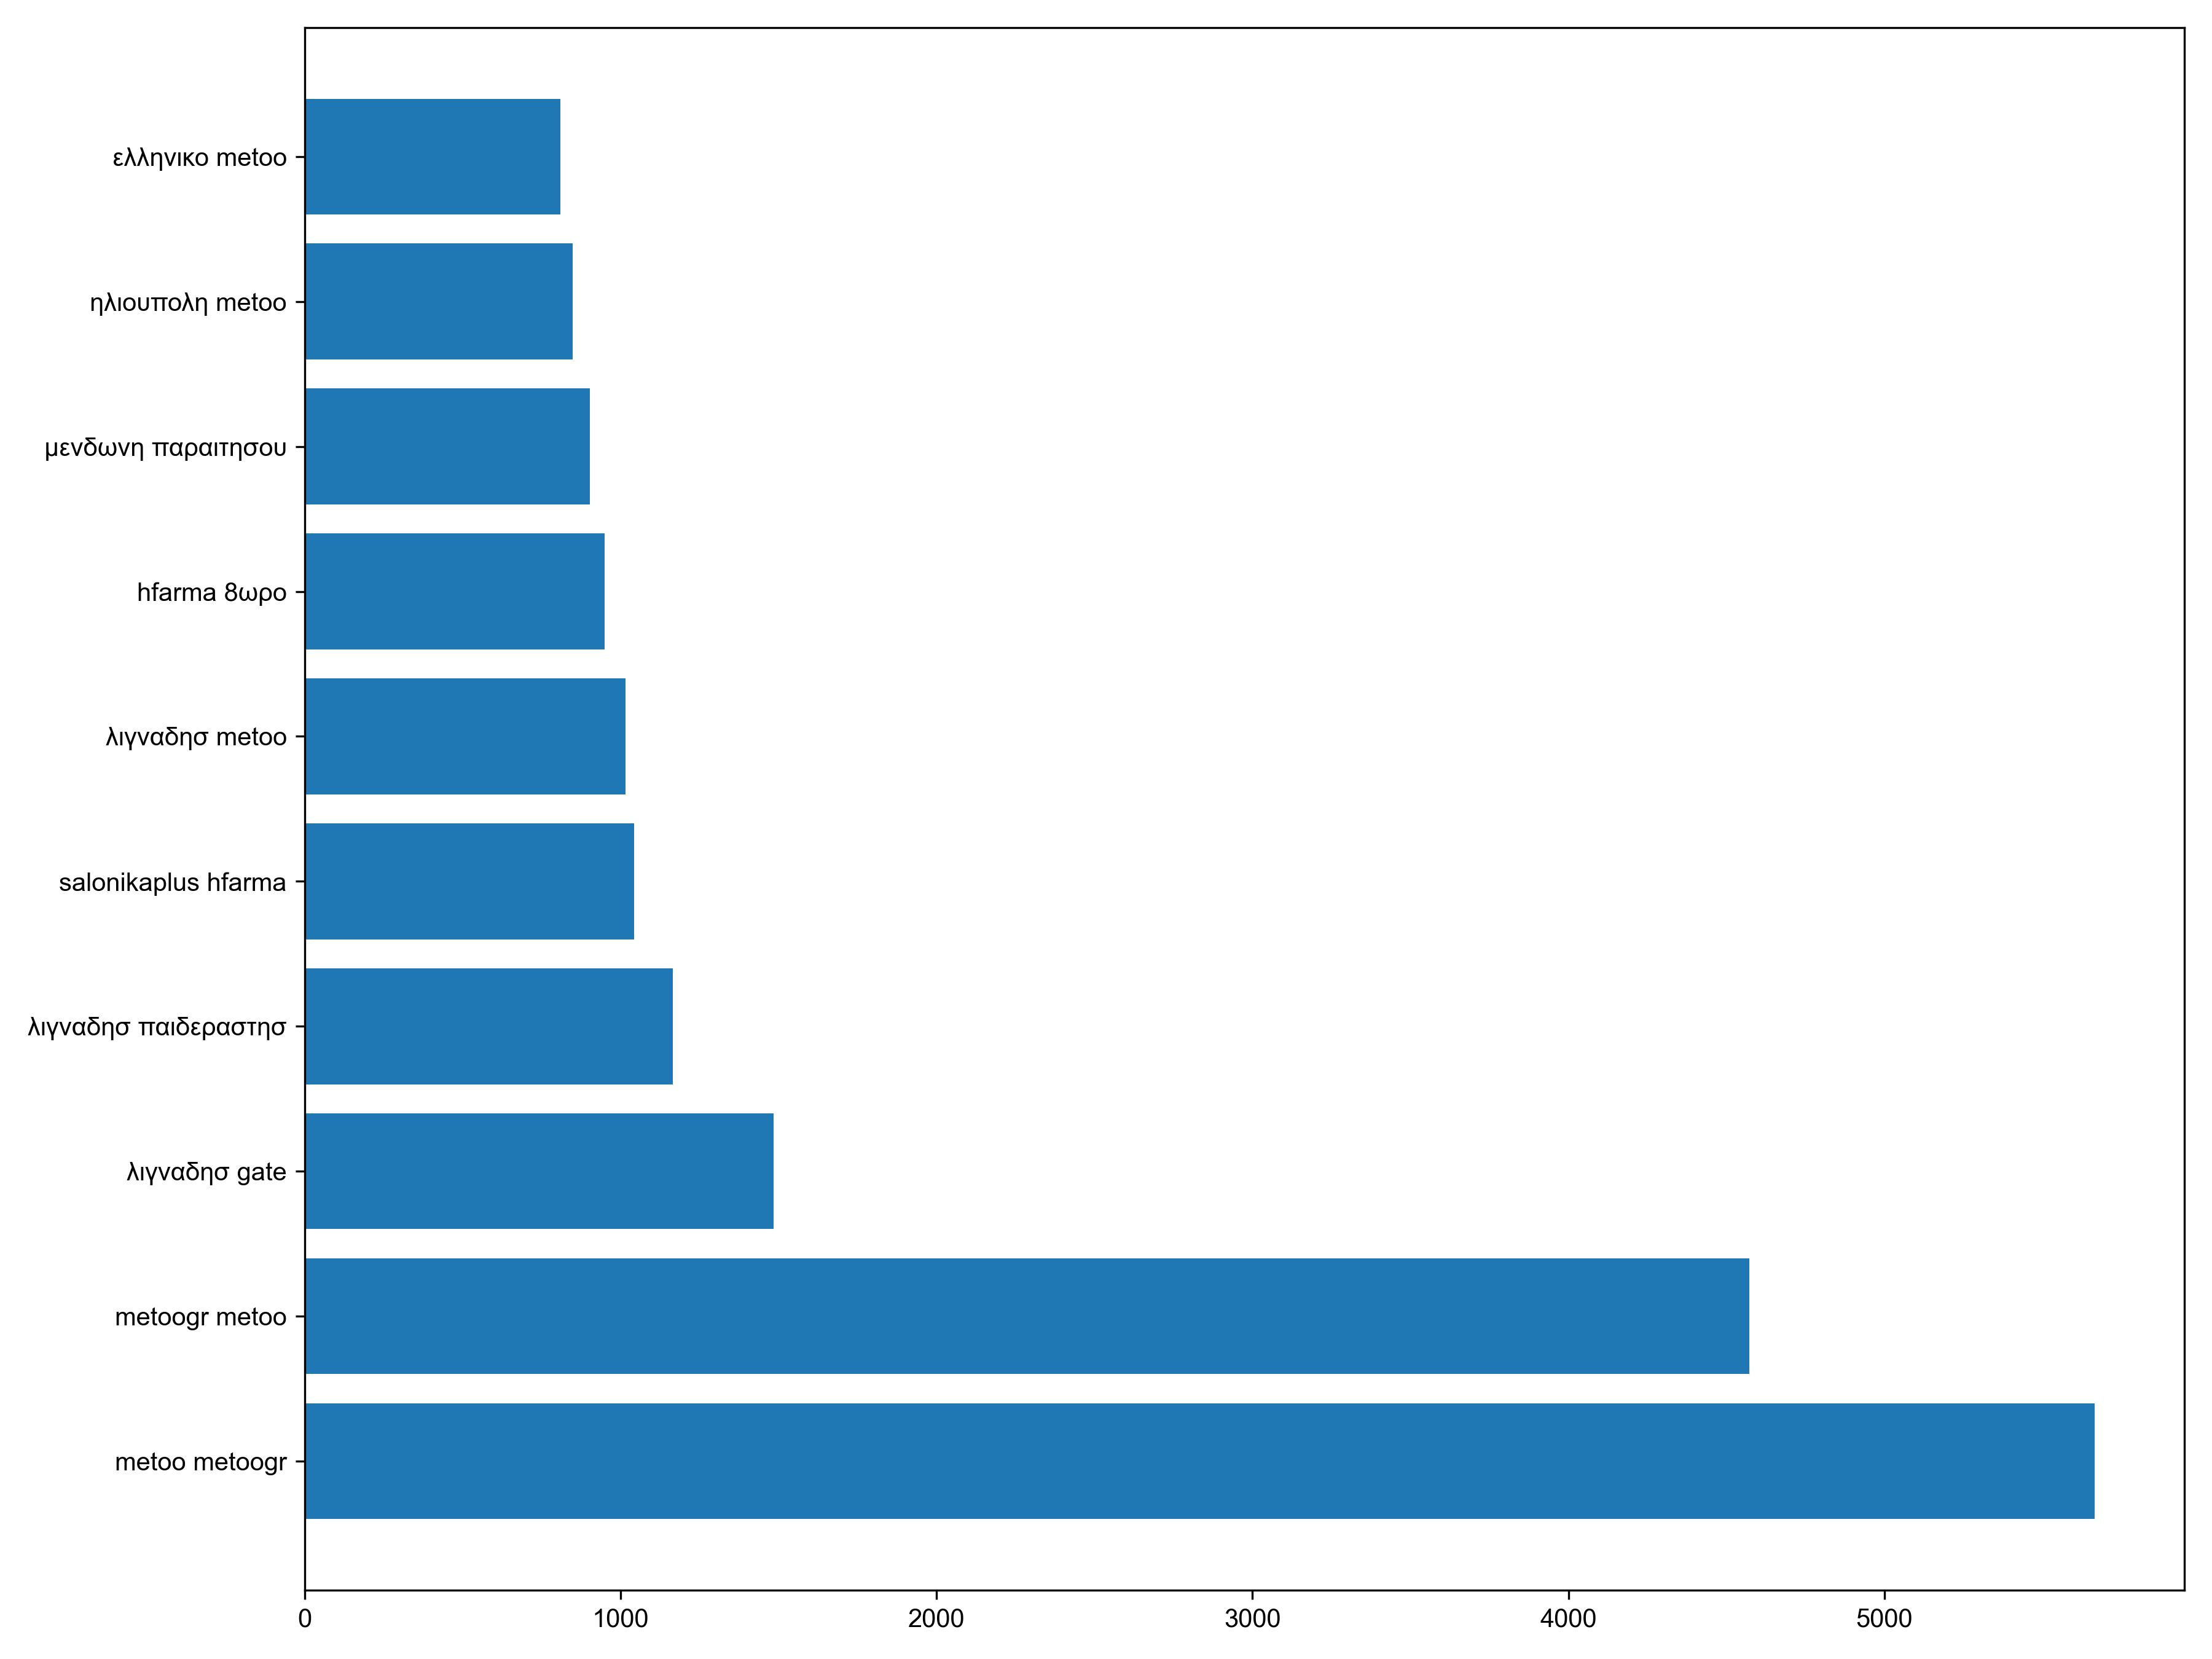 ελληνικο metoo
ηλιουπολη metoo
μενδωνη παραιτησου
hfarma 8ωρο
λιγναδησ metoo
salonikaplus hfarma
λιγναδησ παιδεραστησ
λιγναδησ gate
metoogr metoo
metoo metoogr
0 1000 2000 3000 4000 5000